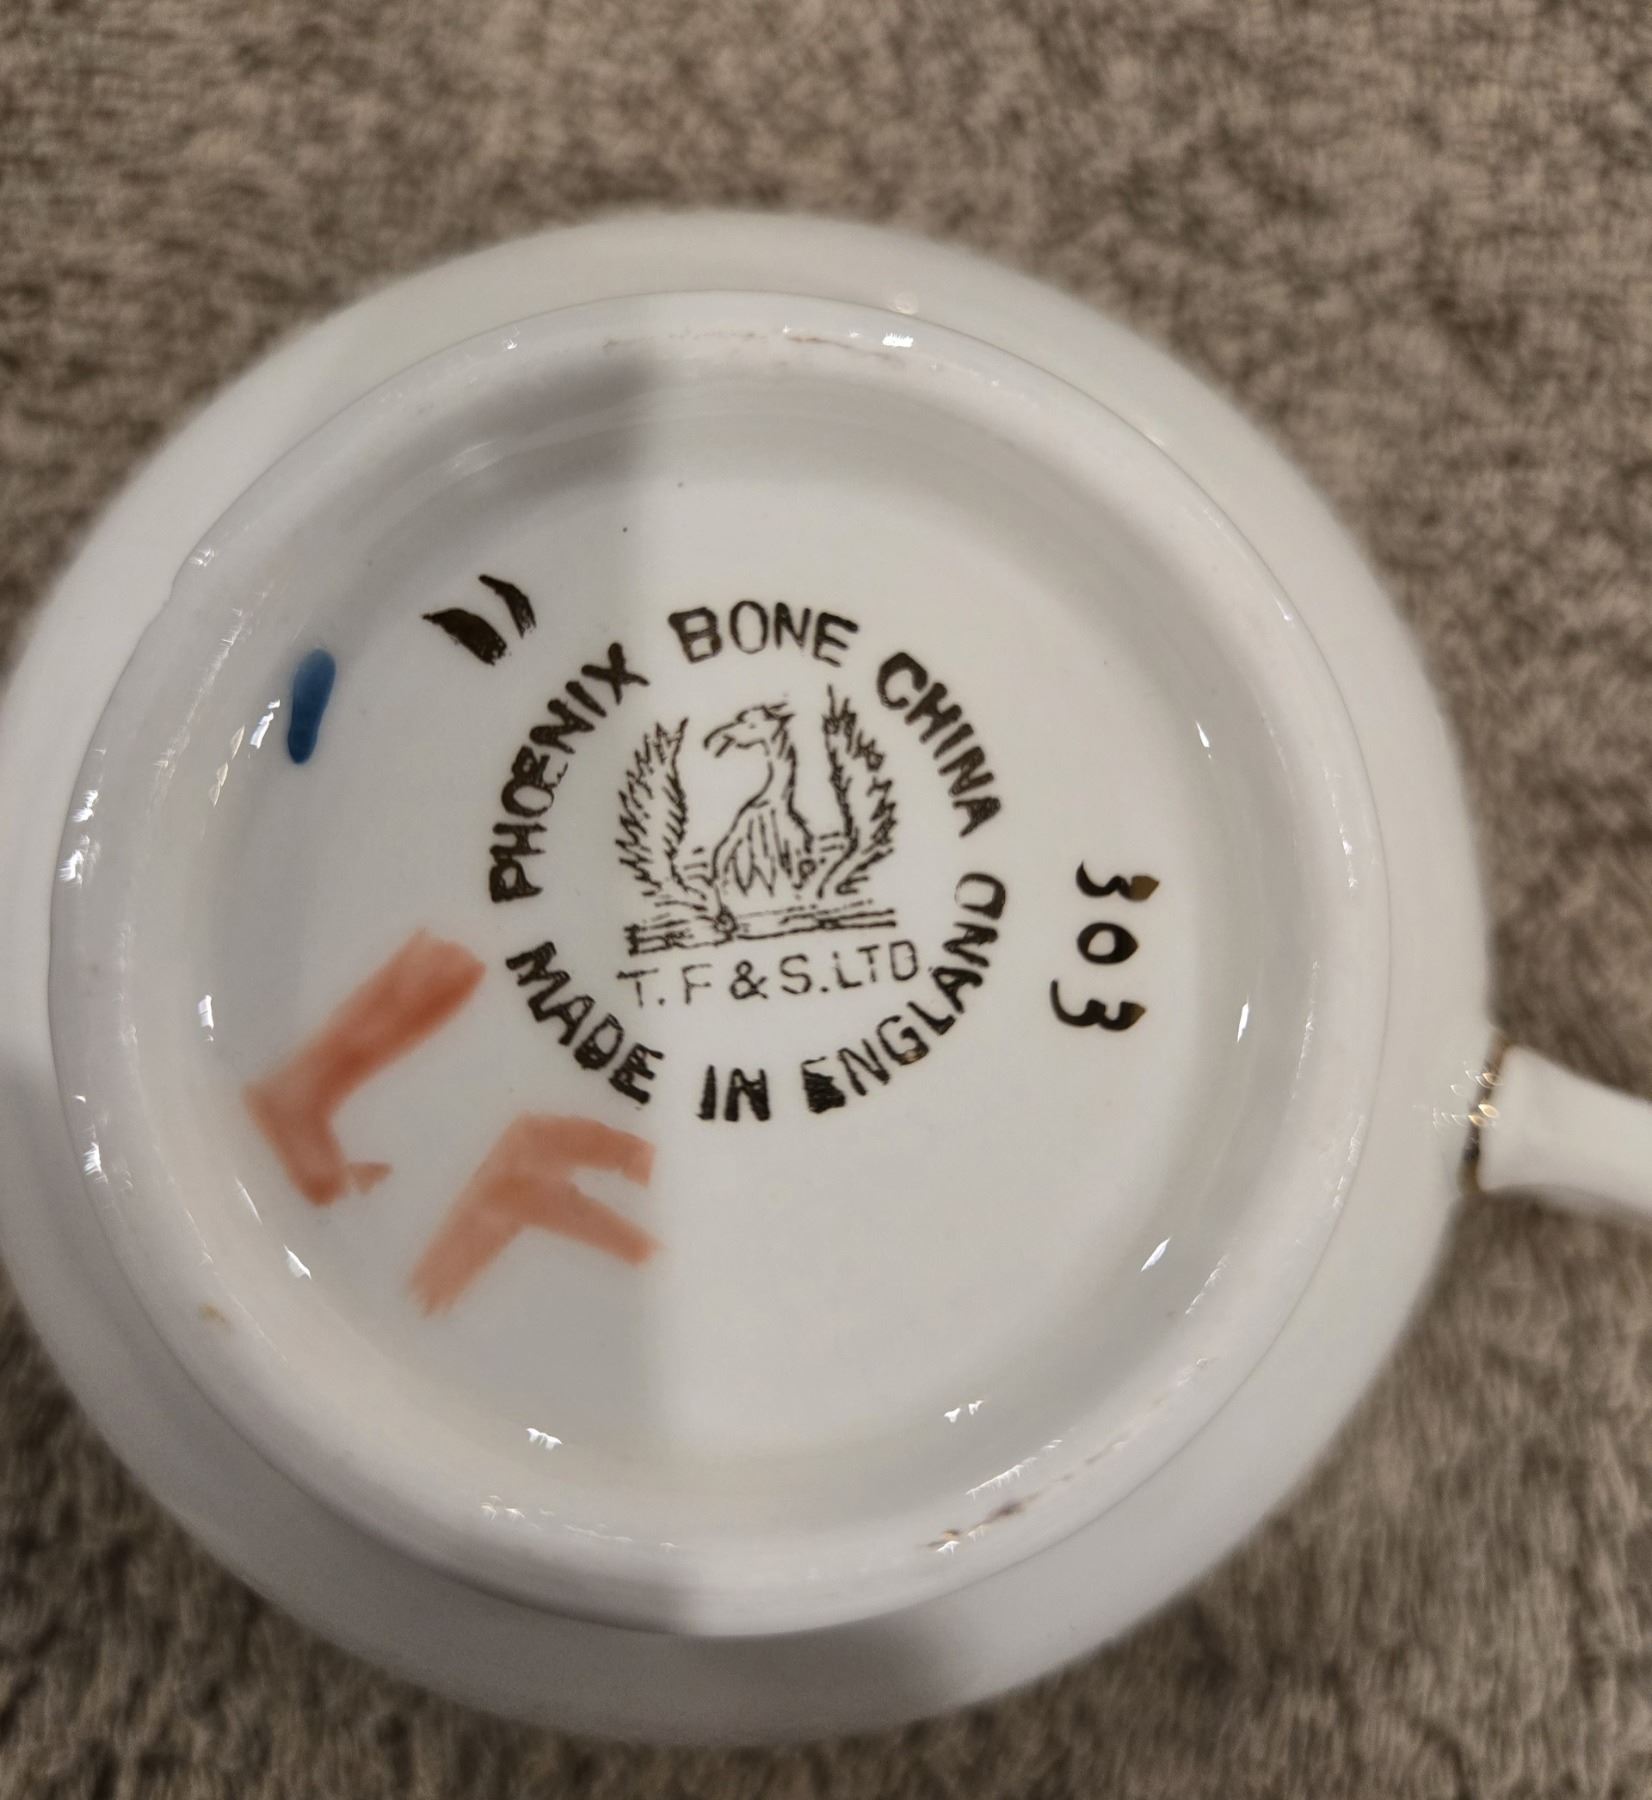 PHOENIX BONE CHINA
T. F & S. LTD.
MADE IN ENGLAND
303
LF